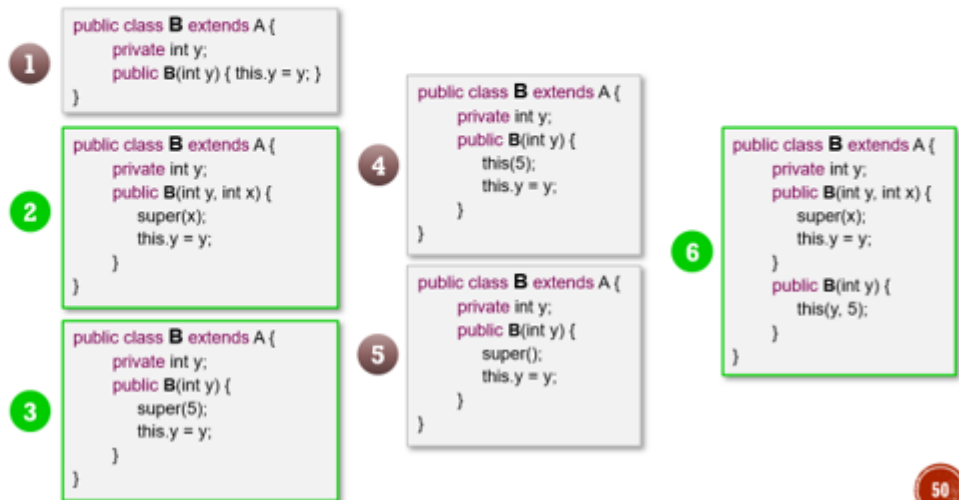 1
public class B extends A {
private int y;
public B(int y) { this.y = y; }
}
2
public class B extends A {
private int y;
public B(int y, int x) {
super(x);
this.y = y;
}
}
3
public class B extends A {
private int y;
public B(int y) {
super(5);
this.y = y;
}
}
4
public class B extends A {
private int y;
public B(int y) {
this(5);
this.y = y;
}
}
5
public class B extends A {
private int y;
public B(int y) {
super();
this.y = y;
}
}
6
public class B extends A {
private int y;
public B(int y, int x) {
super(x);
this.y = y;
}
public B(int y) {
this(y, 5);
}
}
50